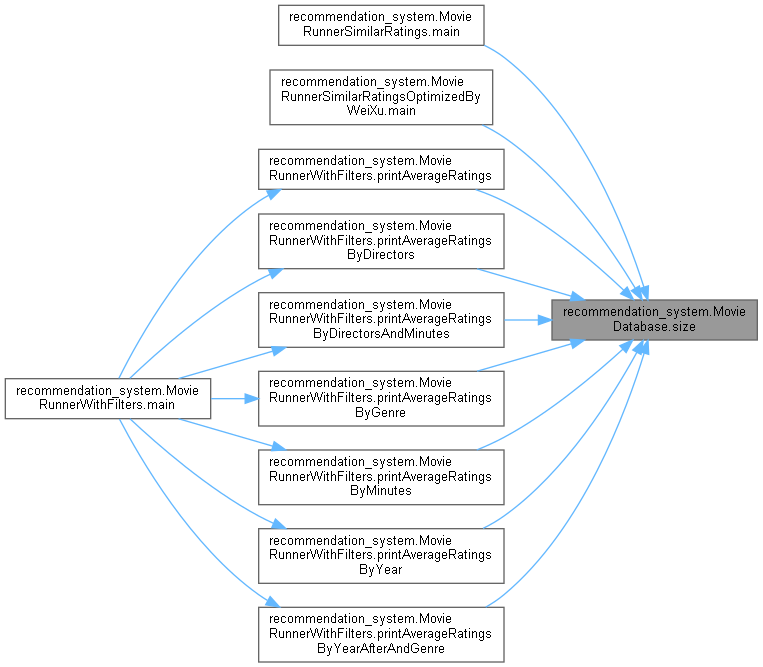 recommendation_system.Movie
RunnerSimilarRatings.main
recommendation_system.Movie
RunnerSimilarRatingsOptimizedBy
WeiXu.main
recommendation_system.Movie
RunnerWithFilters.printAverageRatings
recommendation_system.Movie
RunnerWithFilters.printAverageRatings
ByDirectors
recommendation_system.Movie
RunnerWithFilters.printAverageRatings
ByDirectorsAndMinutes
recommendation_system.Movie
RunnerWithFilters.printAverageRatings
ByGenre
recommendation_system.Movie
RunnerWithFilters.printAverageRatings
ByMinutes
recommendation_system.Movie
RunnerWithFilters.printAverageRatings
ByYear
recommendation_system.Movie
RunnerWithFilters.printAverageRatings
ByYearAfterAndGenre
recommendation_system.Movie
RunnerWithFilters.main
recommendation_system.Movie
Database.size